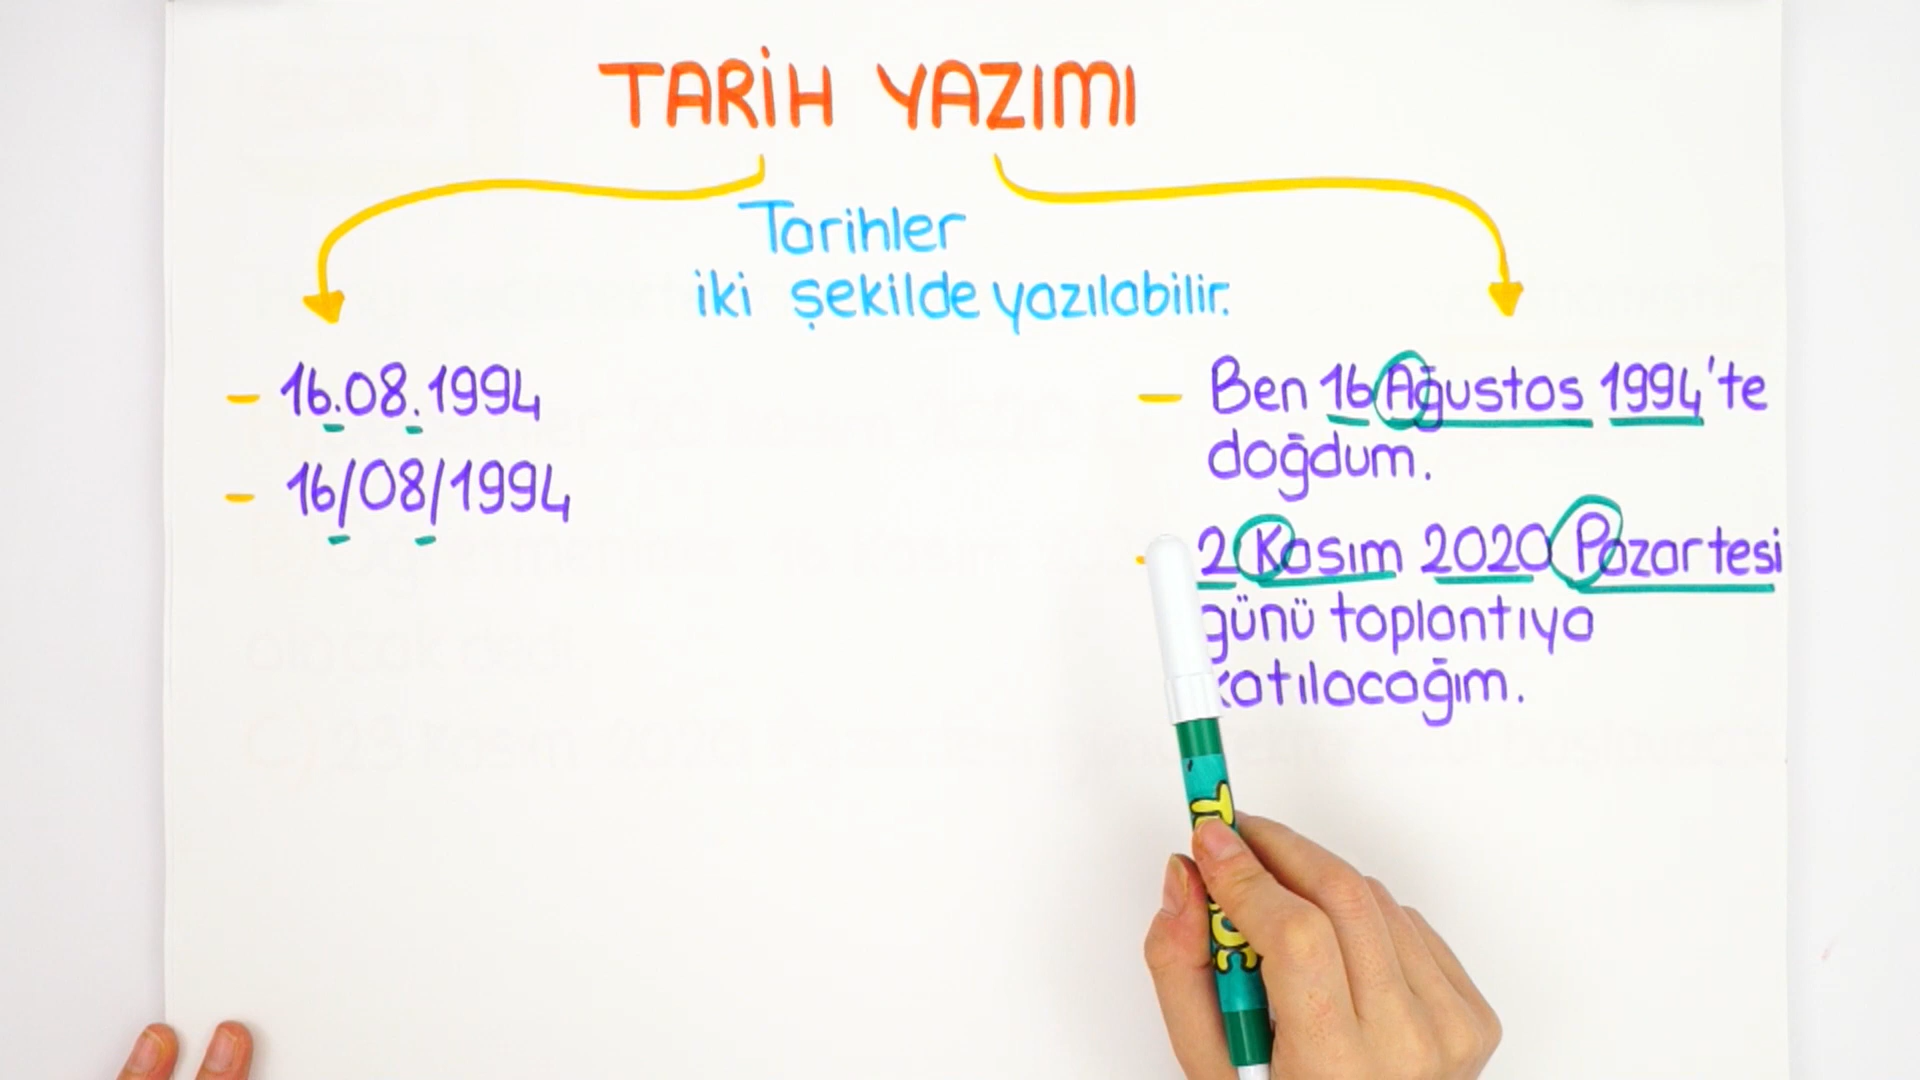 TARİH YAZIMI
Tarihler
iki şekilde yazılabilir.
- 16.08.1994
- 16/08/1994
- Ben 16 Ağustos 1994'te
doğdum.
- 2 Kasım 2020 Pazartesi
günü toplantıya
katılacağım.